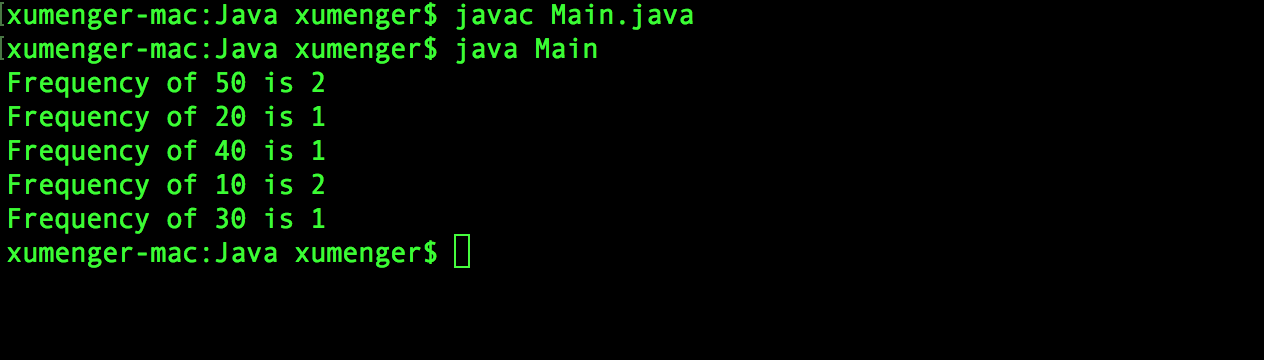 [xumenger-mac:Java xumenger$ javac Main.java
[xumenger-mac:Java xumenger$ java Main
Frequency of 50 is 2
Frequency of 20 is 1
Frequency of 40 is 1
Frequency of 10 is 2
Frequency of 30 is 1
xumenger-mac:Java xumenger$